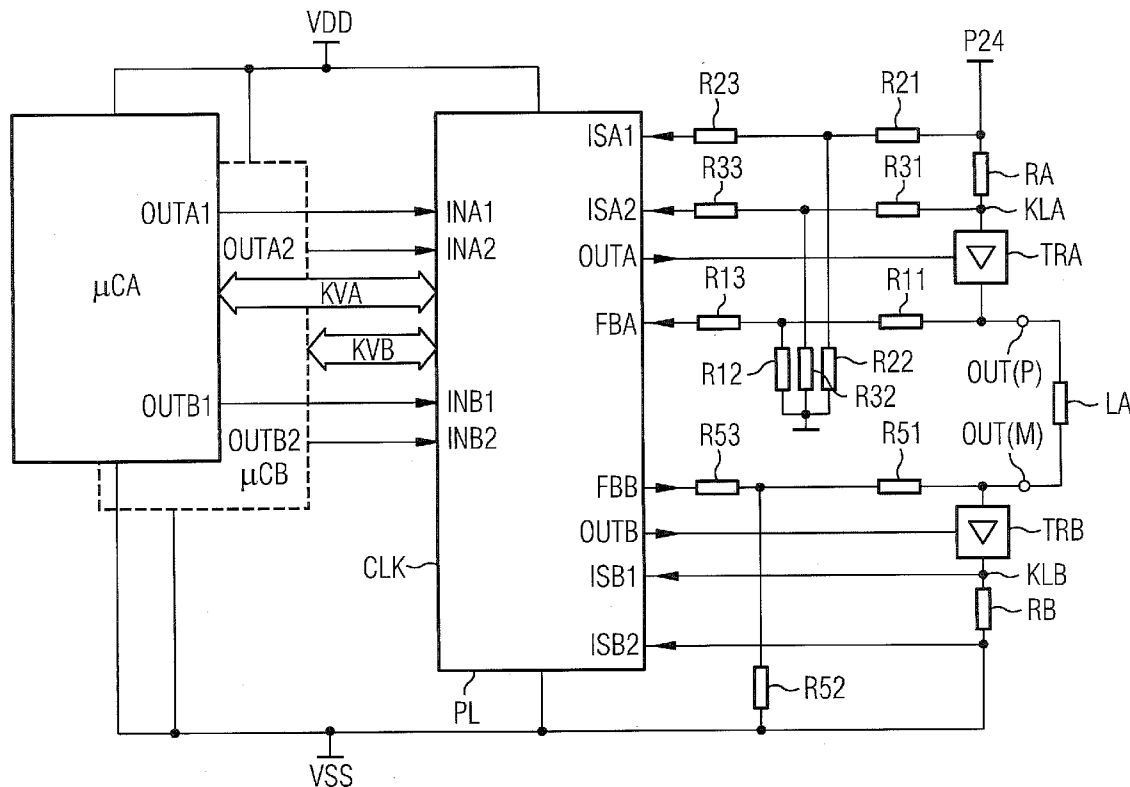 VDD
P24
R23
R21
ISA1
R33
R31
RA
OUTA1
INA1
ISA2
KLA
OUTA2
INA2
OUTA
TRA
µCA
KVA
R13
R11
FBA
KVB
R12
R32
R22
OUT(P)
LA
OUTB1
INB1
OUTB2
INB2
R53
R51
OUT(M)
µCB
FBB
OUTB
TRB
CLK
ISB1
KLB
RB
ISB2
R52
PL
VSS